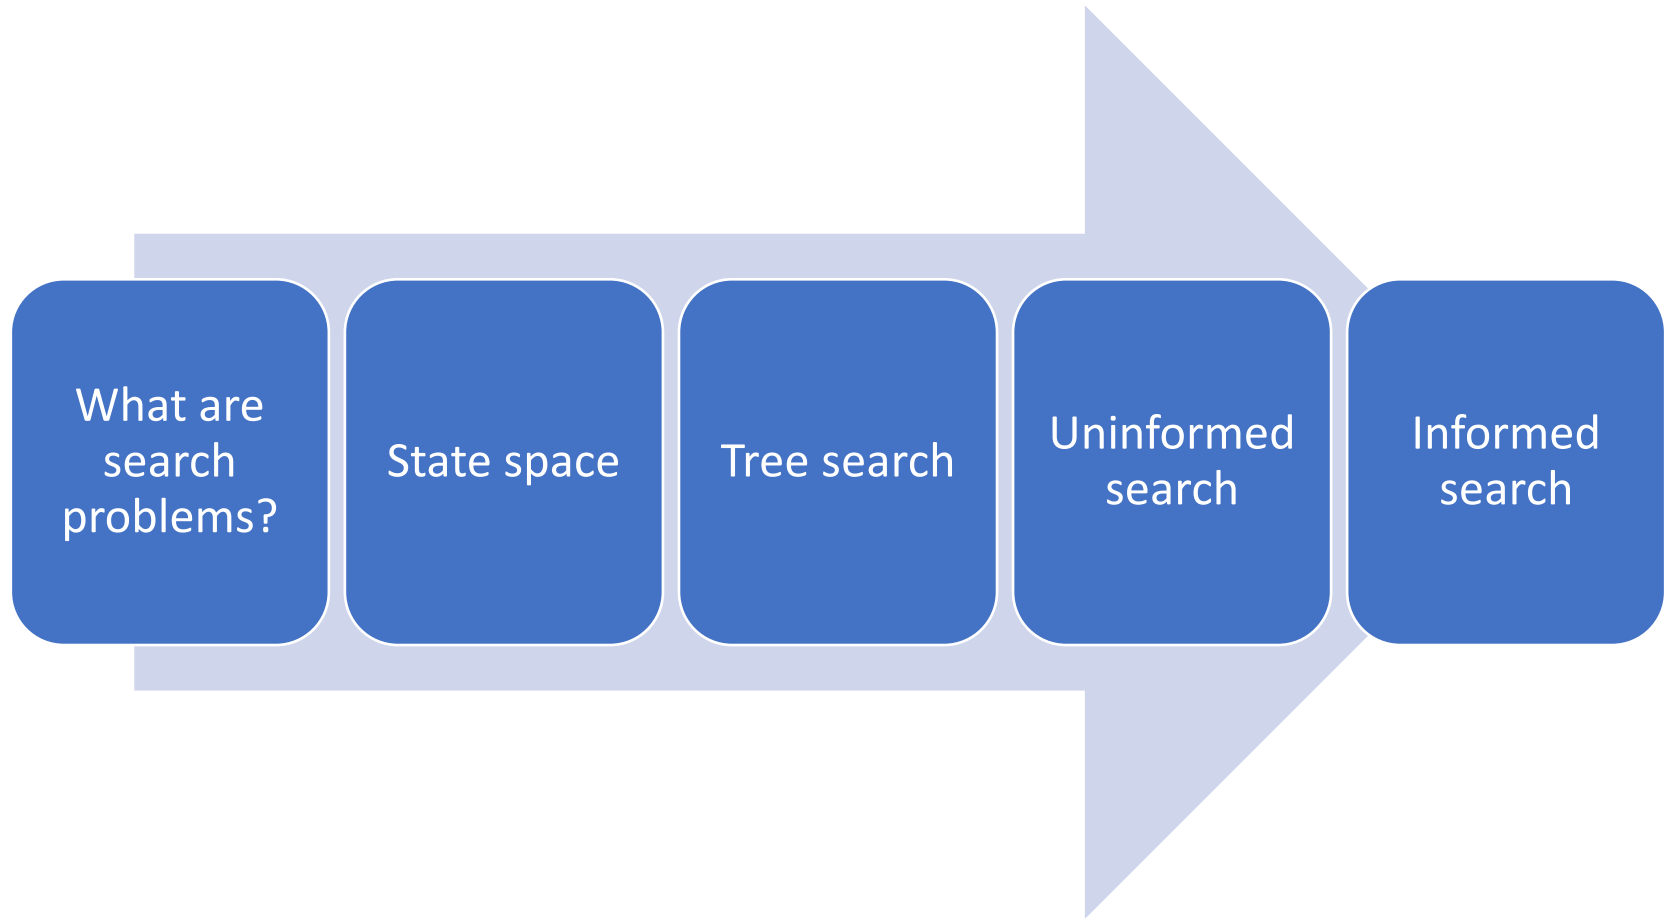 What are
search
problems?
State space
Tree search
Uninformed
search
Informed
search